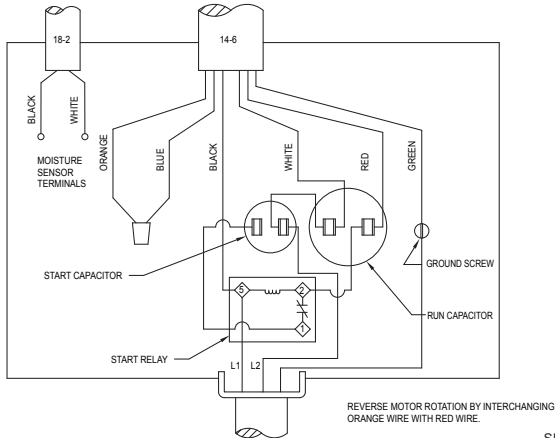 18-2
14-6
BLACK
WHITE
ORANGE
BLUE
BLACK
WHITE
RED
GREEN
MOISTURE
SENSOR
TERMINALS
START CAPACITOR
GROUND SCREW
RUN CAPACITOR
5
2
1
START RELAY
L1
L2
REVERSE MOTOR ROTATION BY INTERCHANGING
ORANGE WIRE WITH RED WIRE.